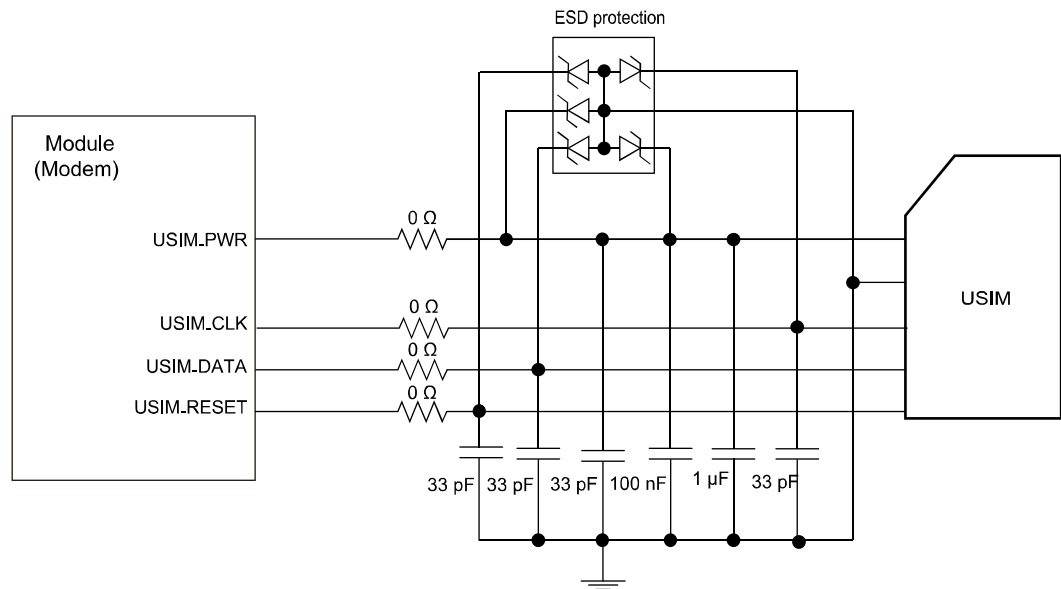 ESD protection
Module
(Modem)
0 Ω
USIM_PWR
USIM
0 Ω
USIM_CLK
0 Ω
USIM_DATA
0 Ω
USIM_RESET
33 pF
33 pF
33 pF
100 nF
1 µF
33 pF